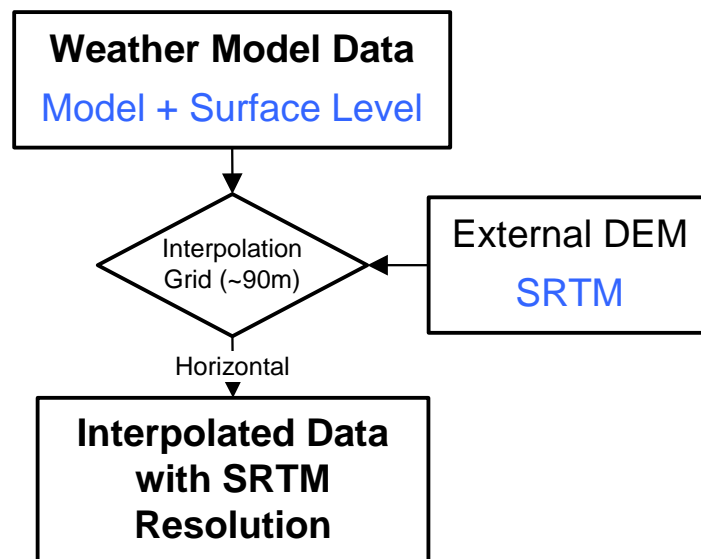 Weather Model Data
Model + Surface Level
Interpolation
Grid (~90m)
External DEM
SRTM
Horizontal
Interpolated Data
with SRTM
Resolution